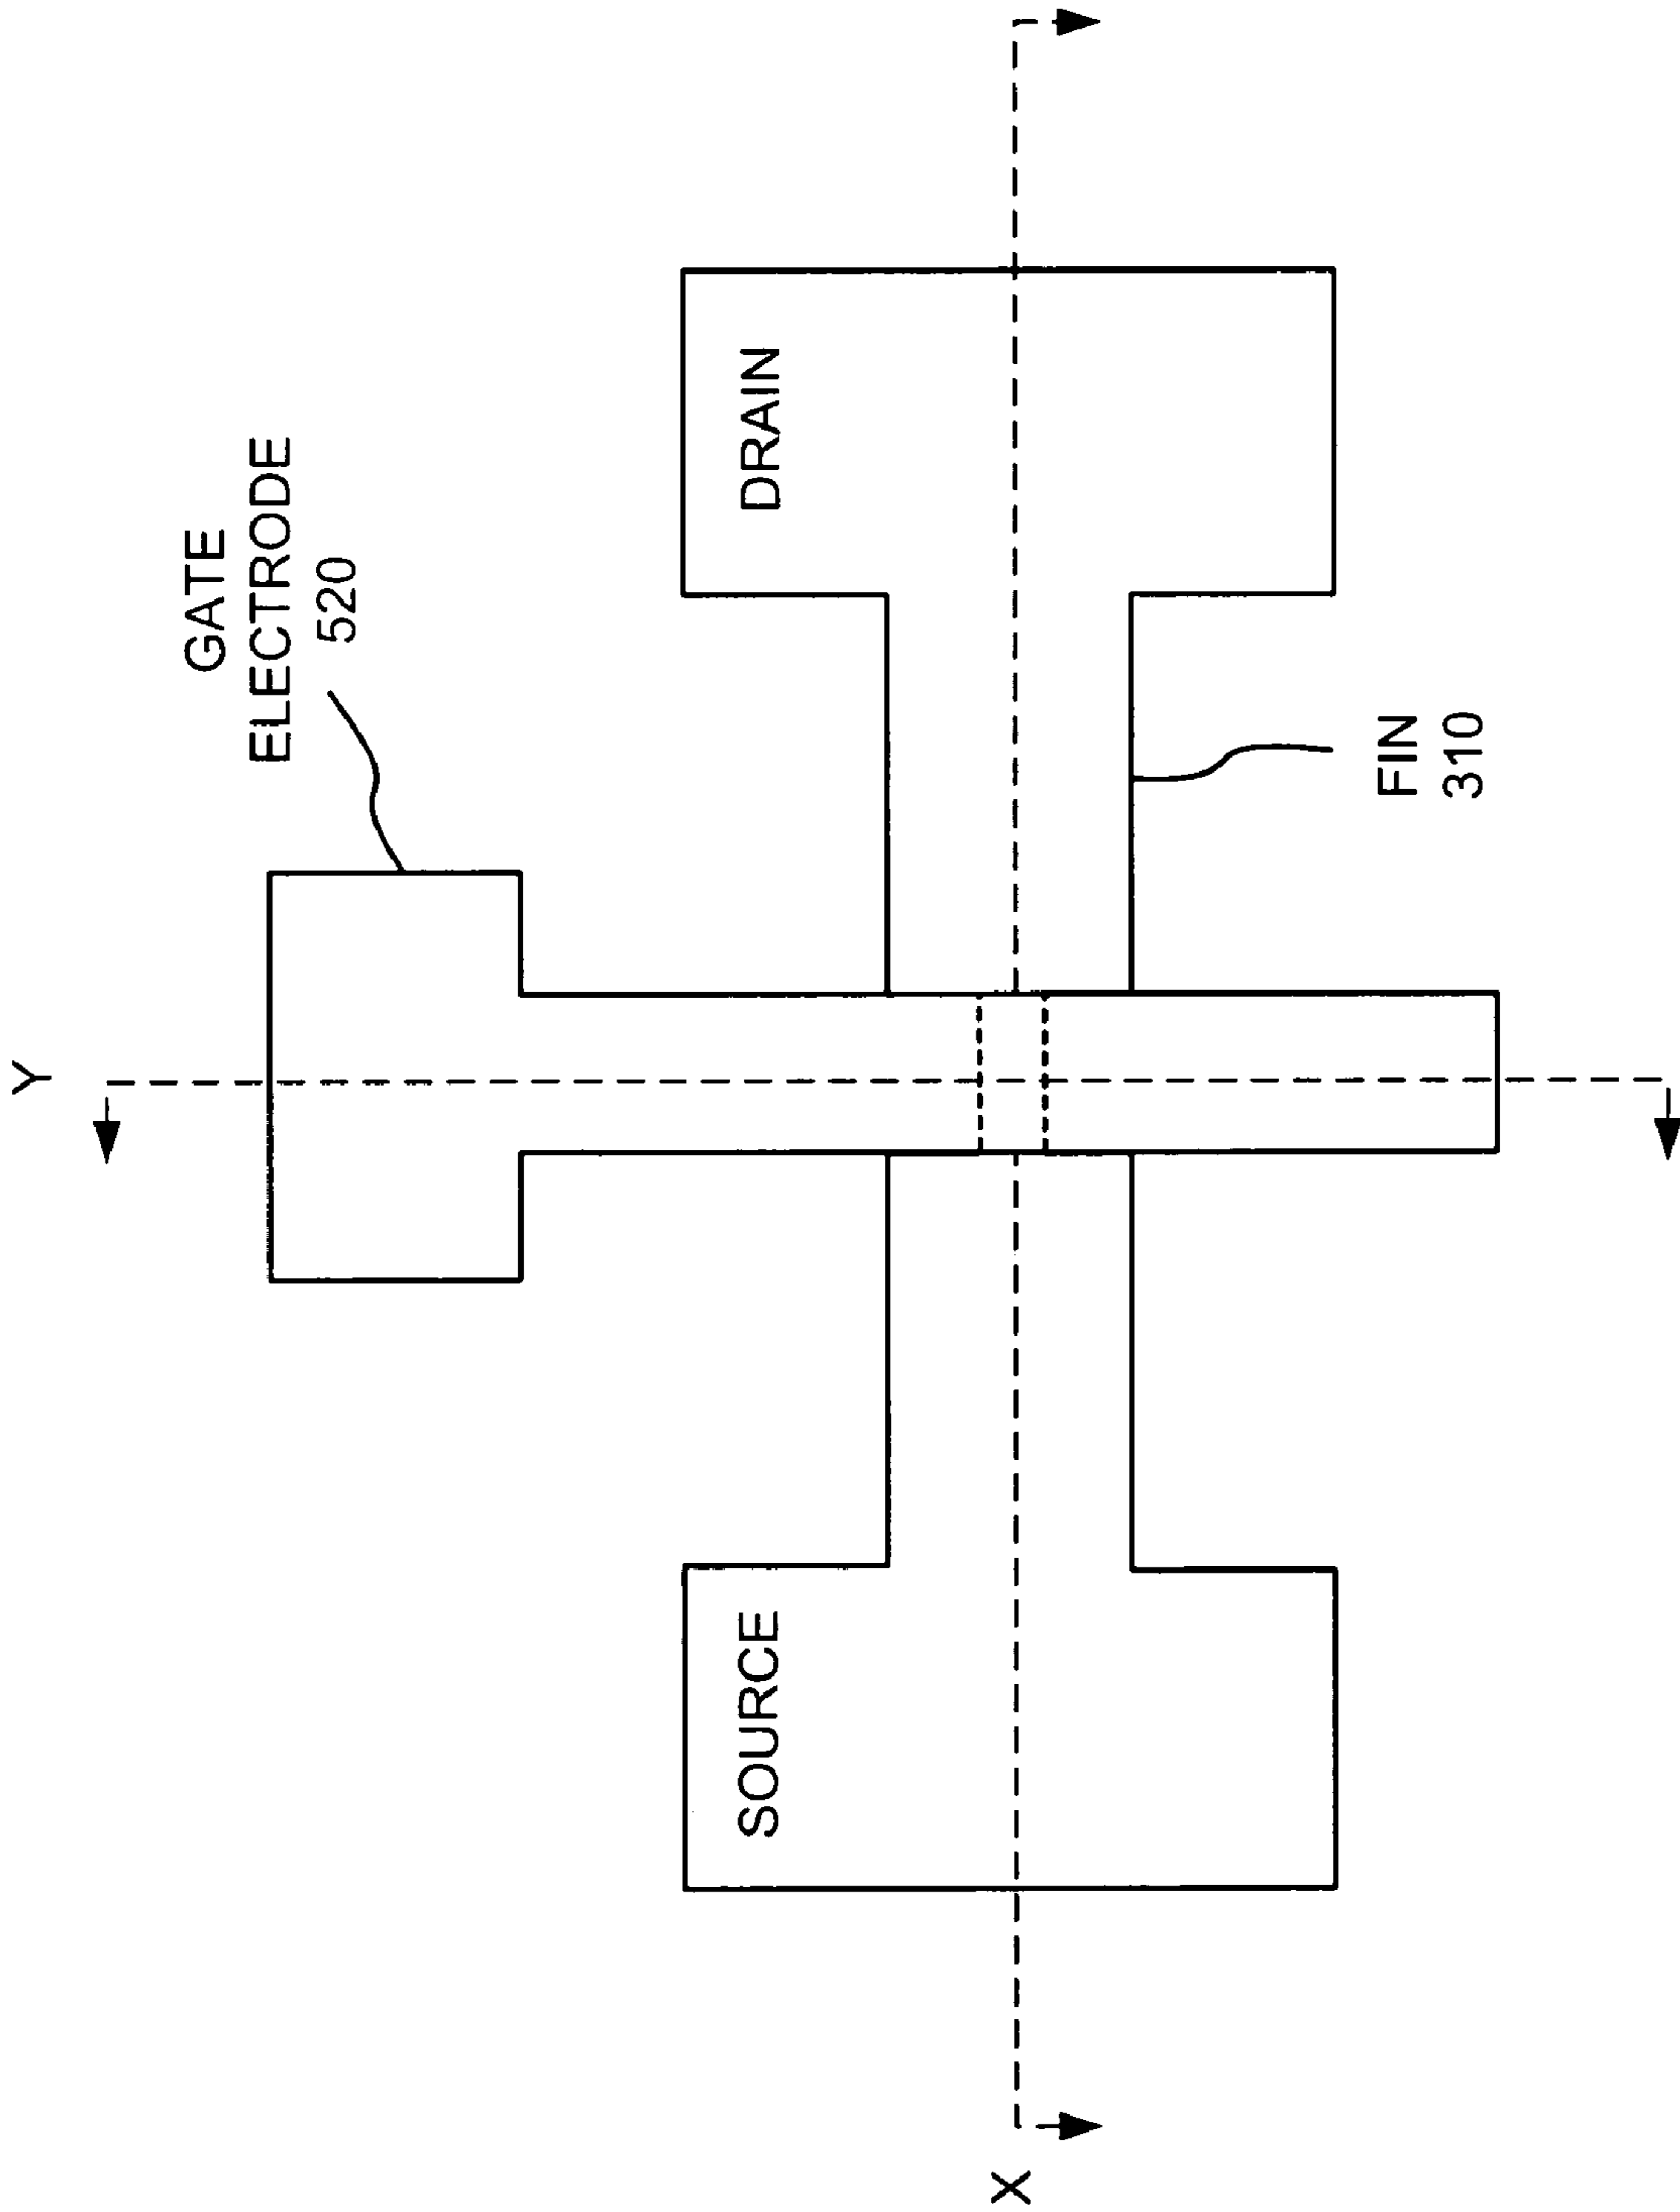 Y
GATE
ELECTRODE
520
DRAIN
SOURCE
FIN
310
X